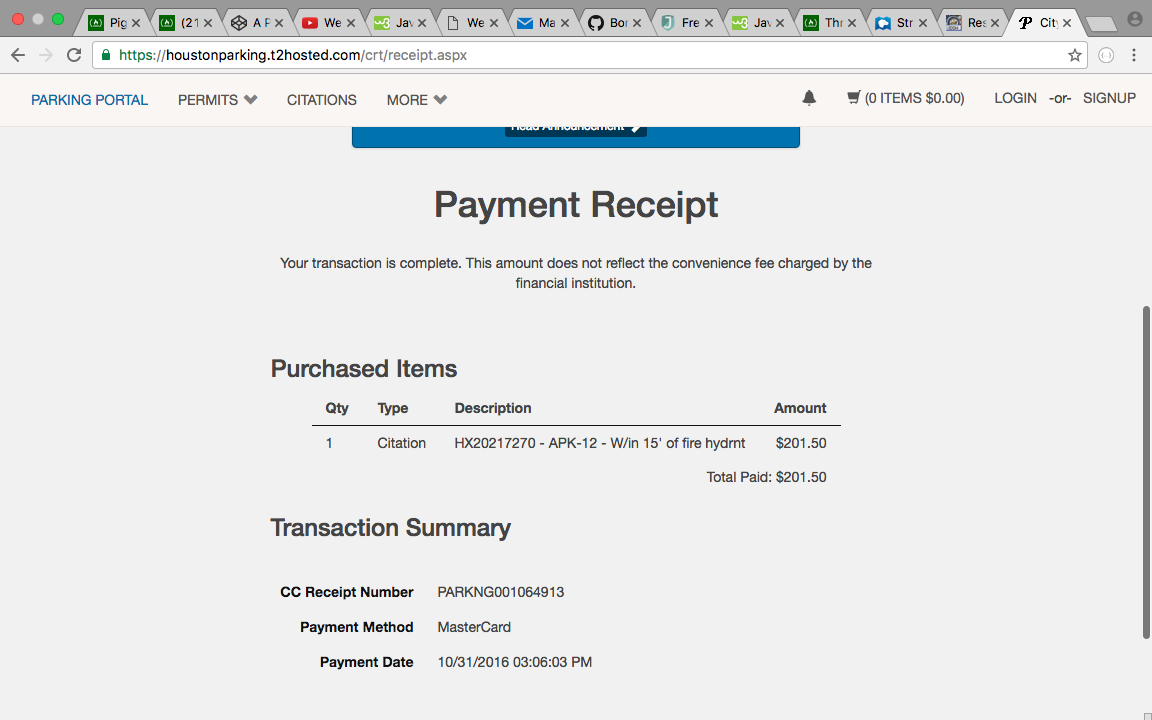 Pig (21 A P We Jav We Ma Bor Fre Jav Thr Str Res City
https://houstonparking.t2hosted.com/crt/receipt.aspx
PARKING PORTAL PERMITS CITATIONS MORE (0 ITEMS $0.00) LOGIN -or- SIGNUP
Read Announcement
Payment Receipt
Your transaction is complete. This amount does not reflect the convenience fee charged by the
financial institution.
Purchased Items
Qty Type Description Amount
1 Citation HX20217270 - APK-12 - W/in 15' of fire hydrnt $201.50
Total Paid: $201.50
Transaction Summary
CC Receipt Number PARKNG001064913
Payment Method MasterCard
Payment Date 10/31/2016 03:06:03 PM